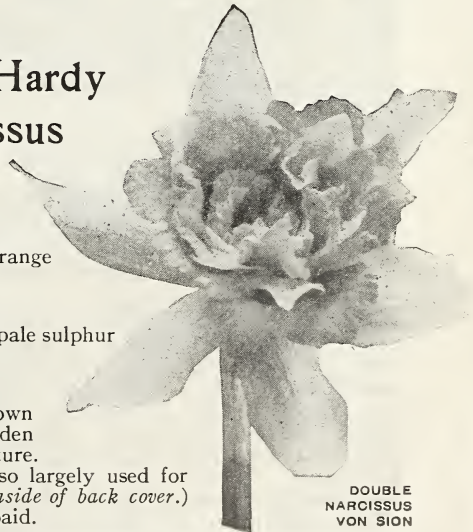 Hardy
ssus
range
pale sulphur
own
den
ure.
so largely used for
nside of back cover.)
aid.
DOUBLE
NARCISSUS
VON SION